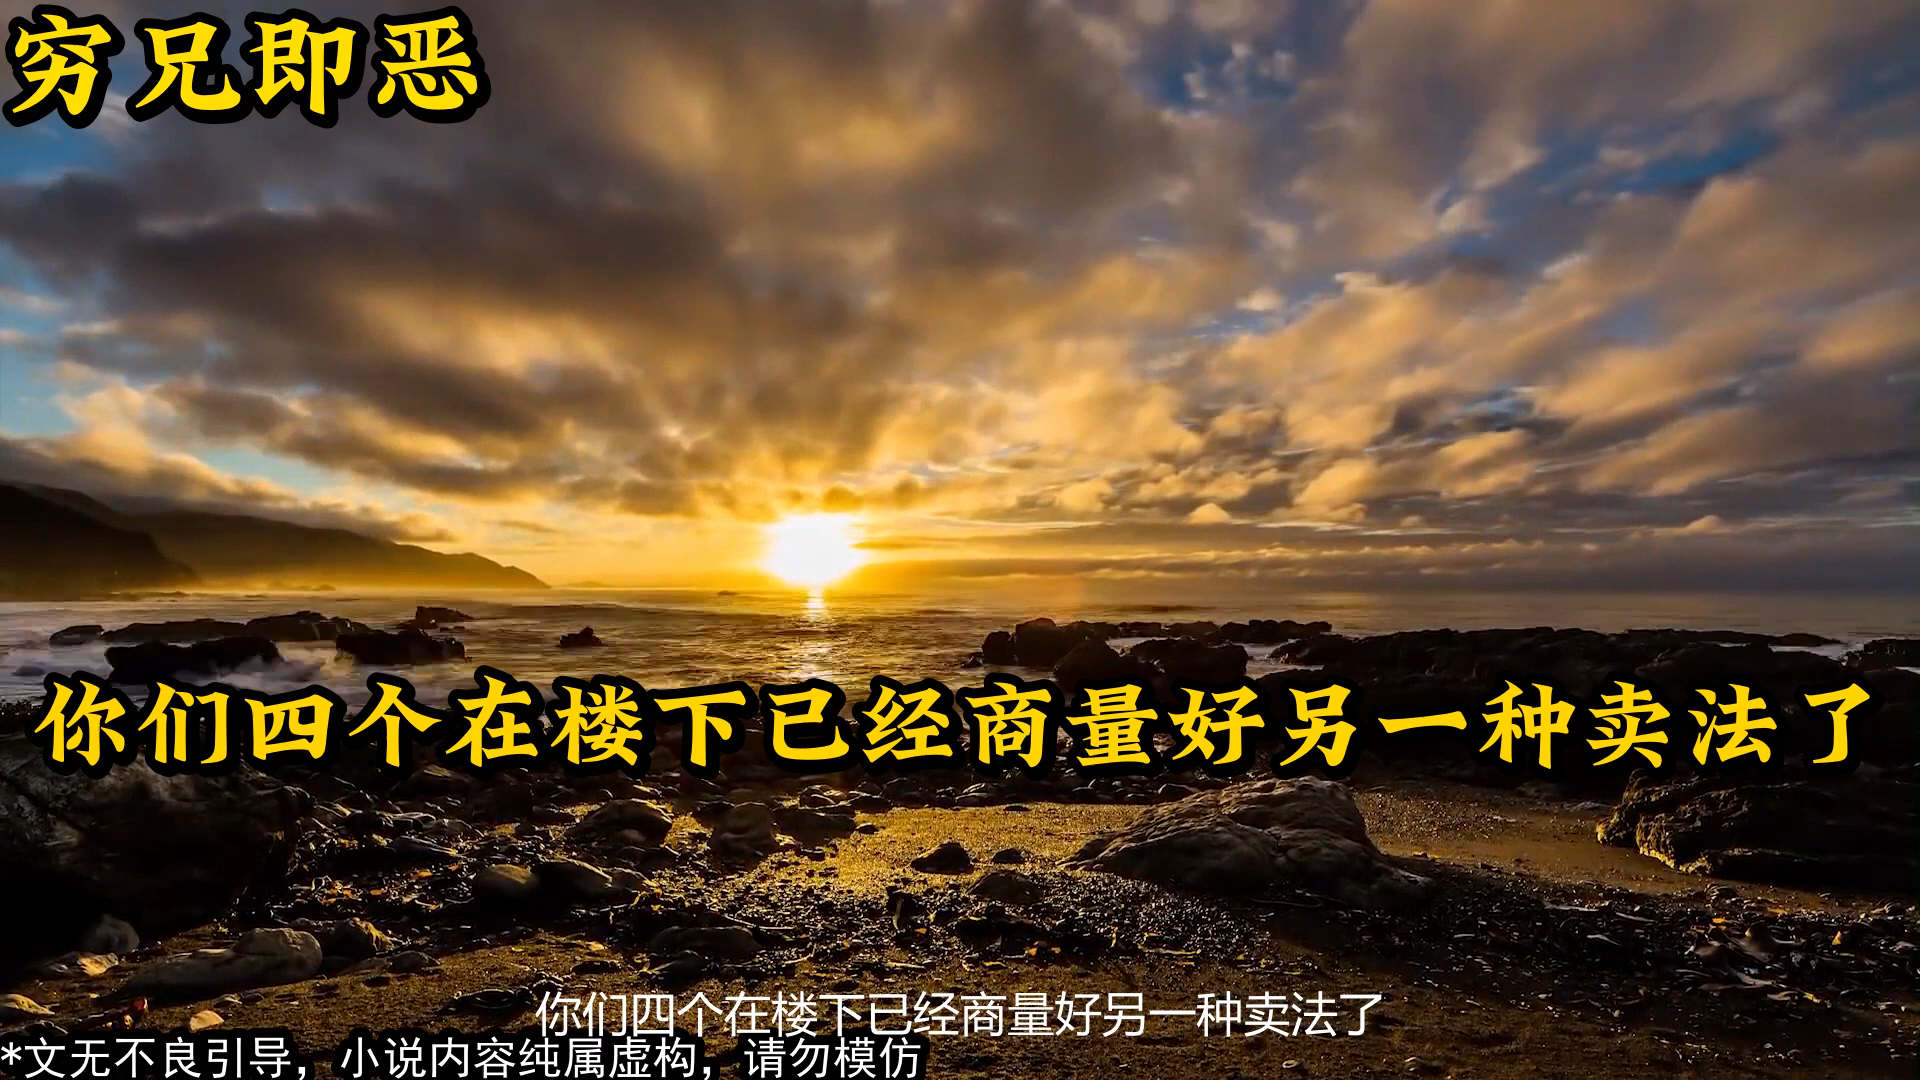 穷兄即恶
你们四个在楼下已经商量好另一种卖法了
你们四个在楼下已经商量好另一种卖法了
*文无不良引导，小说内容纯属虚构，请勿模仿